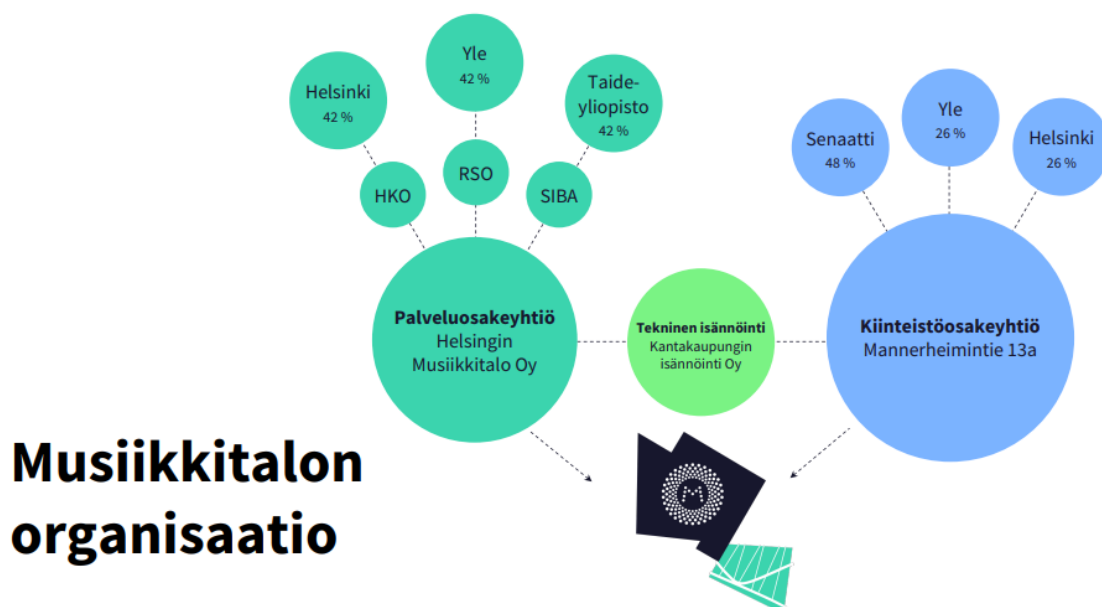 Helsinki
42 %
Yle
42 %
Taide-
yliopisto
42 %
HKO
RSO
SIBA
Palveluosakeyhtiö
Helsingin
Musiikkitalo Oy
Tekninen isännöinti
Kantakaupungin
isännöinti Oy
Senaatti
48 %
Yle
26 %
Helsinki
26 %
Kiinteistöosakeyhtiö
Mannerheimintie 13a
Musiikkitalon
organisaatio